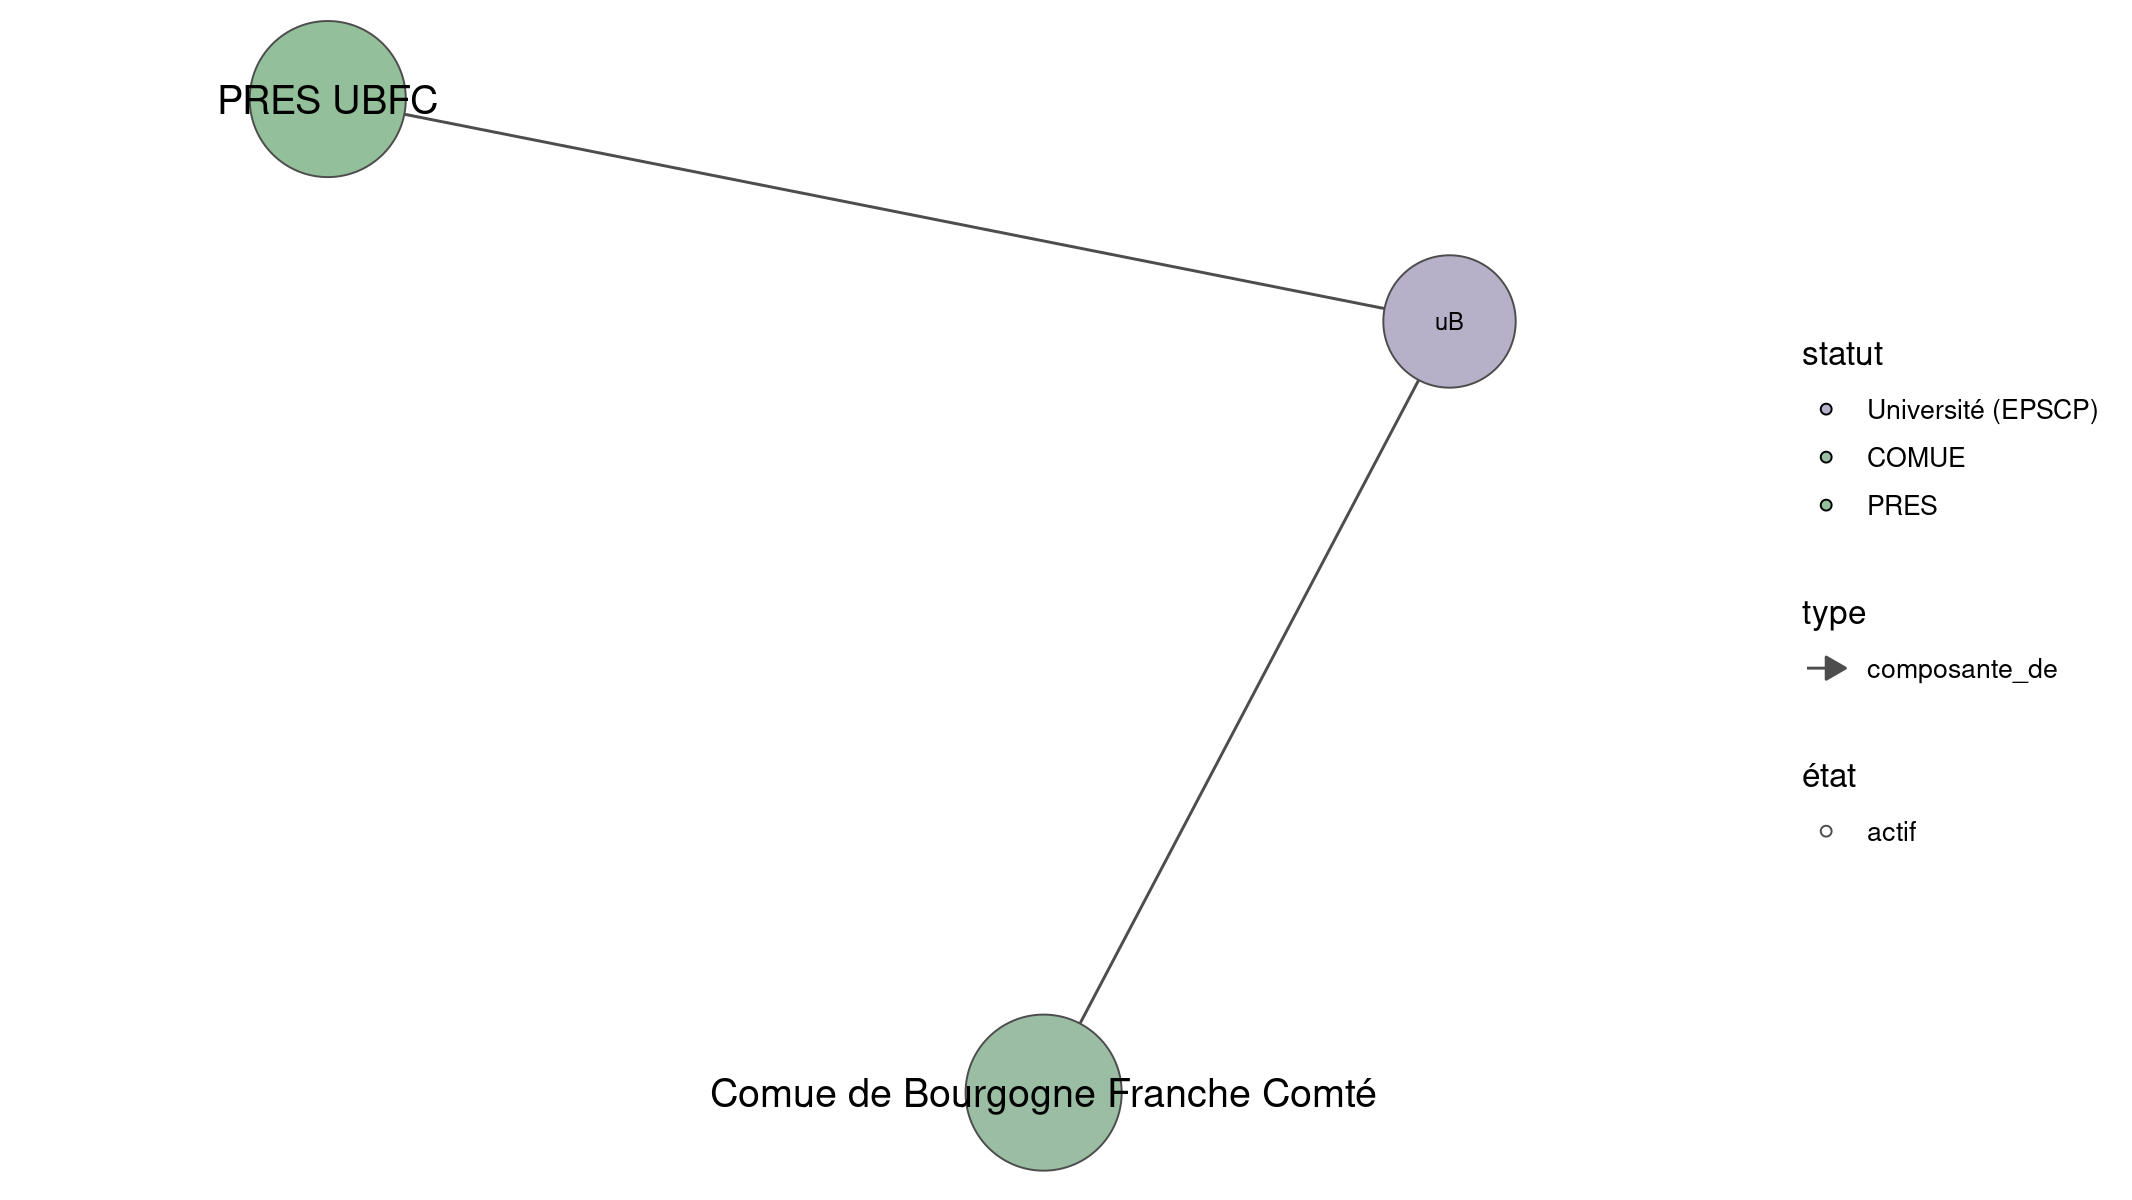 PRES UBFC
uB
Comue de Bourgogne Franche Comté
statut
Université (EPSCP)
COMUE
PRES
type
composante_de
état
actif